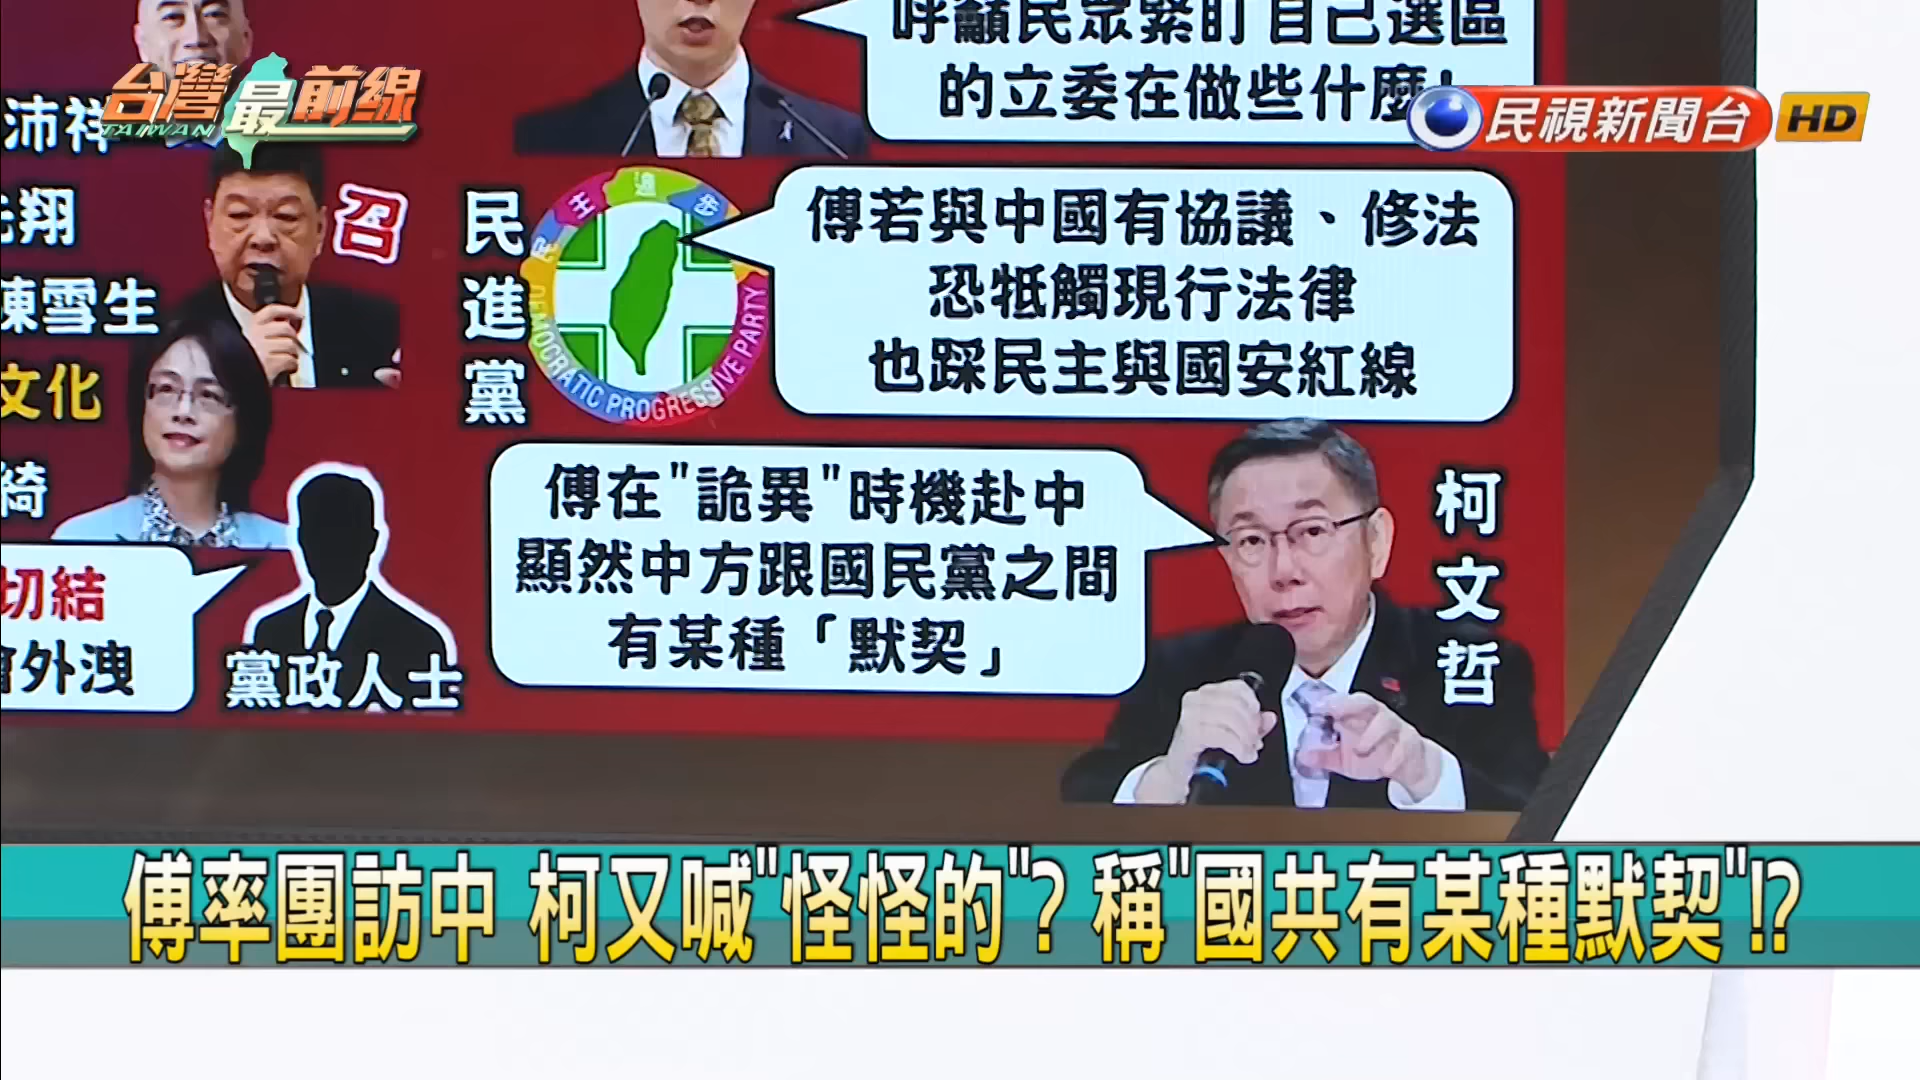 呼籲民眾緊盯自己選區
的立委在做些什麼!
台灣最前線
TAIWAN
民視新聞台 HD
沛祥
翔
召
陳雪生
文化
綺
切結
外洩
黨政人士
民進黨
民主進步
DEMOCRATIC PROGRESSIVE PARTY
傅若與中國有協議、修法
恐牴觸現行法律
也踩民主與國安紅線
傅在"詭異"時機赴中
顯然中方跟國民黨之間
有某種「默契」
柯文哲
傅率團訪中 柯又喊"怪怪的"? 稱"國共有某種默契"!?